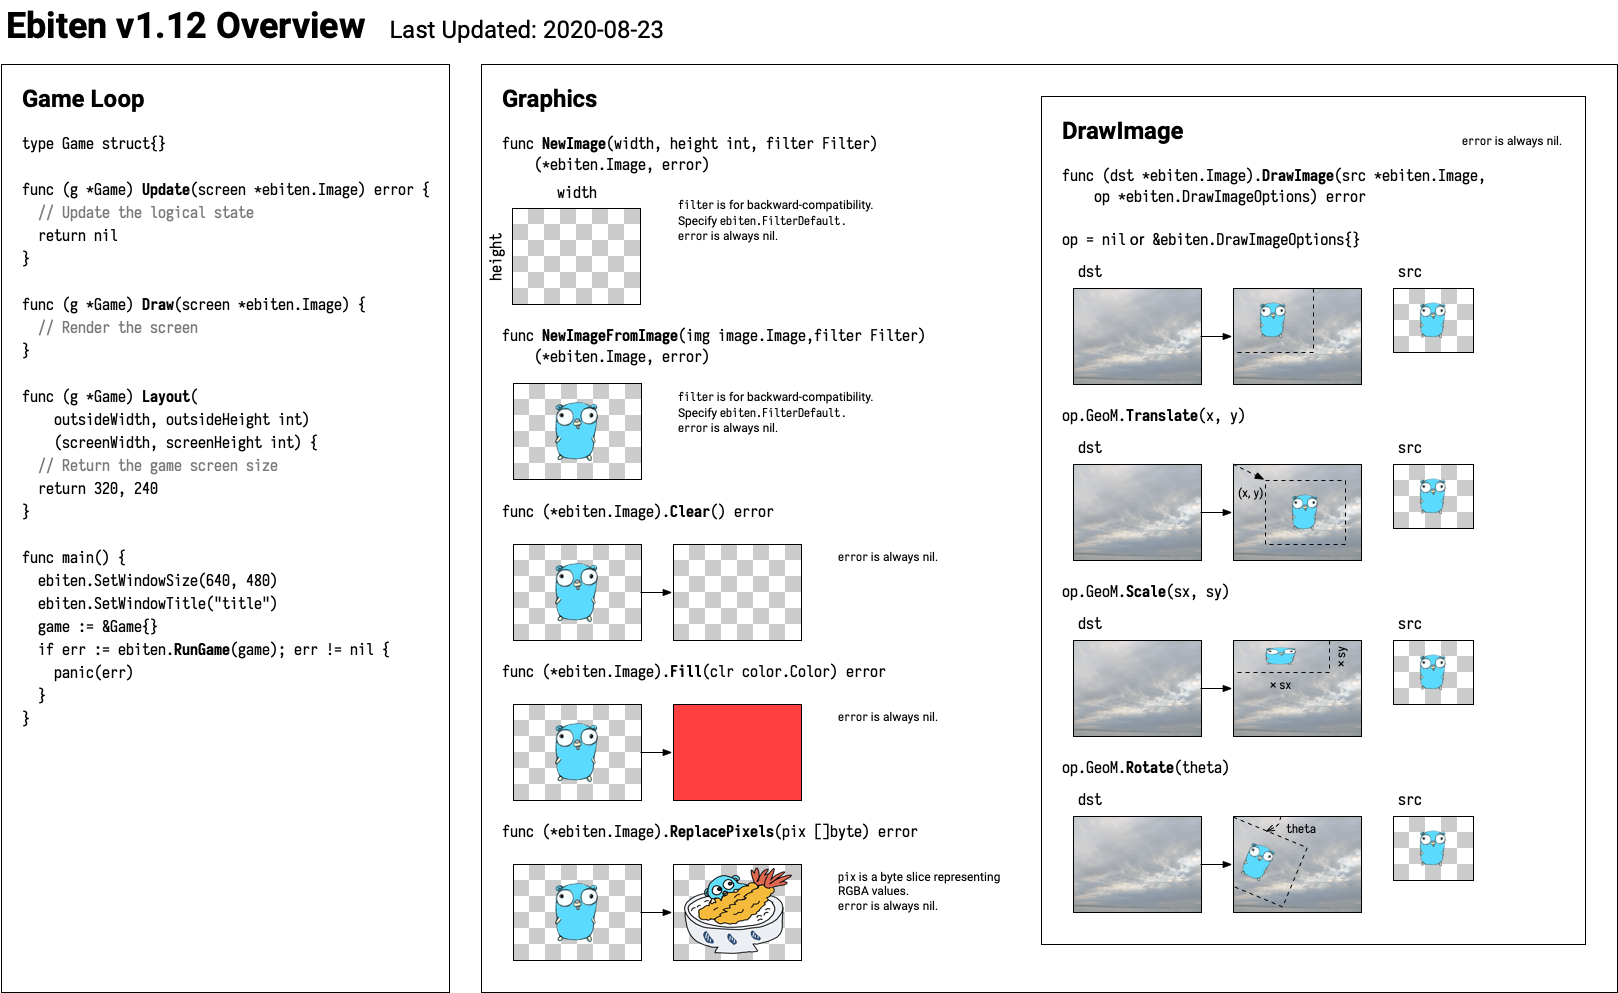 Ebiten v1.12 Overview Last Updated: 2020-08-23
Game Loop
type Game struct{}
func (g *Game) Update(screen *ebiten.Image) error {
// Update the logical state
return nil
}
func (g *Game) Draw(screen *ebiten.Image) {
// Render the screen
}
func (g *Game) Layout(
outsideWidth, outsideHeight int)
(screenWidth, screenHeight int) {
// Return the game screen size
return 320, 240
}
func main() {
ebiten.SetWindowSize(640, 480)
ebiten.SetWindowTitle("title")
game := &Game{}
if err := ebiten.RunGame(game); err != nil {
panic(err)
}
}
Graphics
func NewImage(width, height int, filter Filter)
(*ebiten.Image, error)
width
height
filter is for backward-compatibility.
Specify ebiten.FilterDefault.
error is always nil.
func NewImageFromImage(img image.Image,filter Filter)
(*ebiten.Image, error)
filter is for backward-compatibility.
Specify ebiten.FilterDefault.
error is always nil.
func (*ebiten.Image).Clear() error
error is always nil.
func (*ebiten.Image).Fill(clr color.Color) error
error is always nil.
func (*ebiten.Image).ReplacePixels(pix []byte) error
pix is a byte slice representing
RGBA values.
error is always nil.
DrawImage
error is always nil.
func (dst *ebiten.Image).DrawImage(src *ebiten.Image,
op *ebiten.DrawImageOptions) error
op = nil or &ebiten.DrawImageOptions{}
dst src
op.GeoM.Translate(x, y)
dst src
(x, y)
op.GeoM.Scale(sx, sy)
dst src
× sy
× sx
op.GeoM.Rotate(theta)
dst src
theta